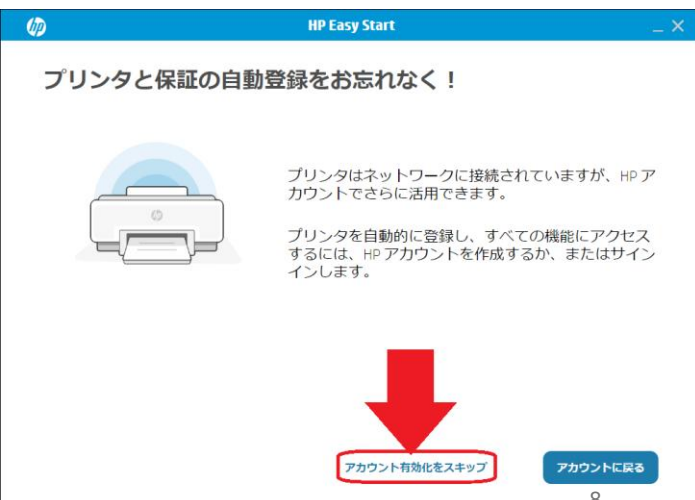 hp
HP Easy Start
プリンタと保証の自動登録をお忘れなく！
プリンタはネットワークに接続されていますが、HP ア
カウントでさらに活用できます。
プリンタを自動的に登録し、すべての機能にアクセス
するには、HP アカウントを作成するか、またはサイン
インします。
アカウント有効化をスキップ
アカウントに戻る